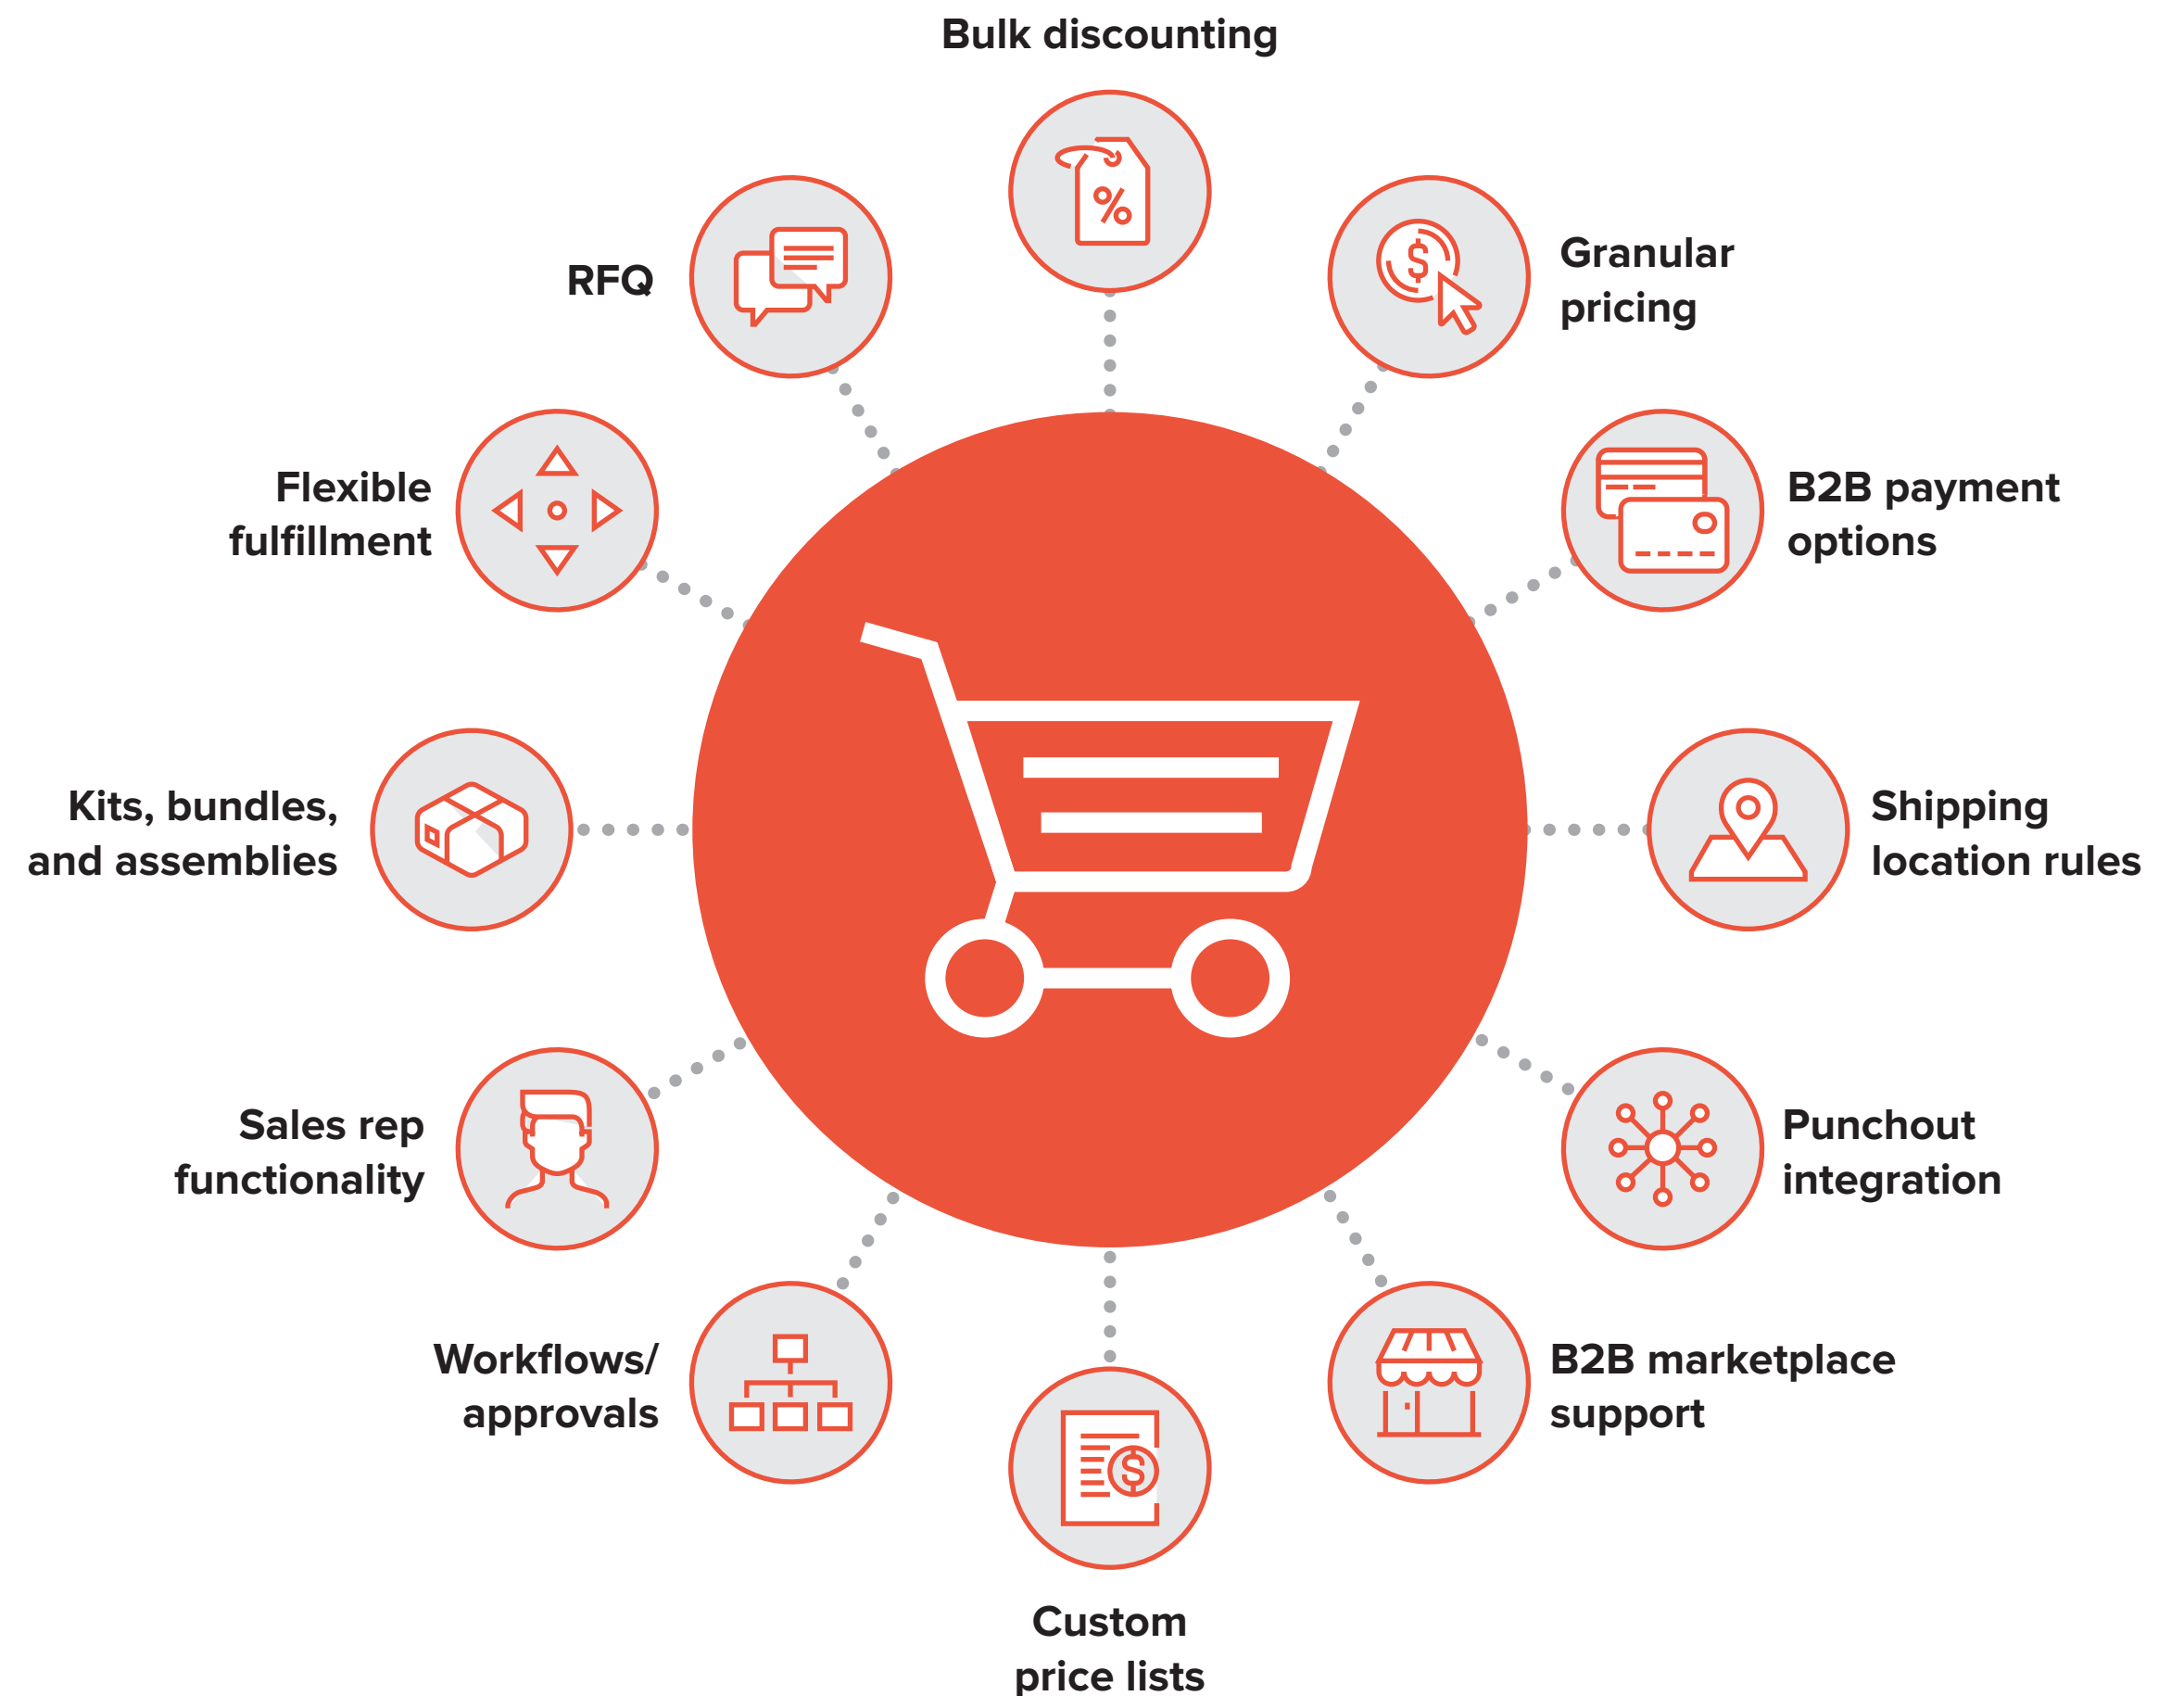 Bulk discounting
Granular
pricing
B2B payment
options
Shipping
location rules
Punchout
integration
B2B marketplace
support
Custom
price lists
Workflows/
approvals
Sales rep
functionality
Kits, bundles,
and assemblies
Flexible
fulfillment
RFQ